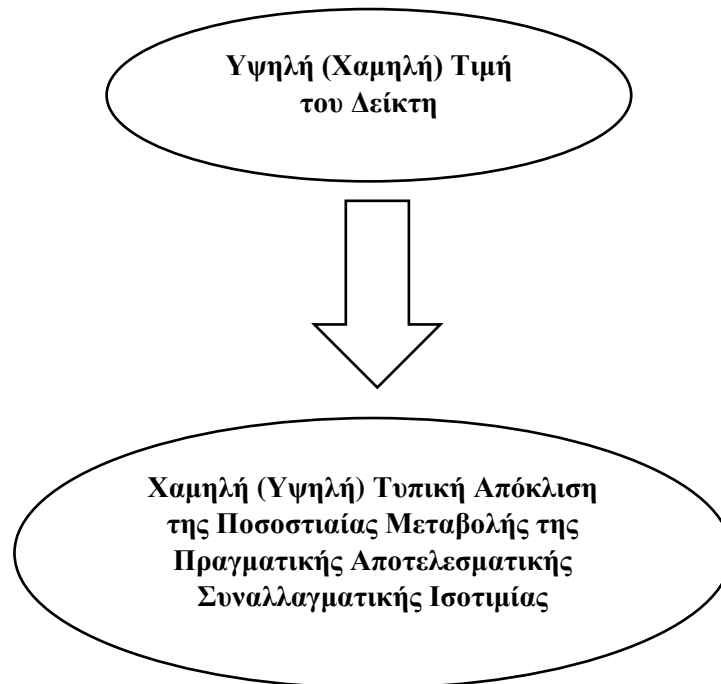 Υψηλή (Χαμηλή) Τιμή
του Δείκτη
Χαμηλή (Υψηλή) Τυπική Απόκλιση
της Ποσοστιαίας Μεταβολής της
Πραγματικής Αποτελεσματικής
Συναλλαγματικής Ισοτιμίας